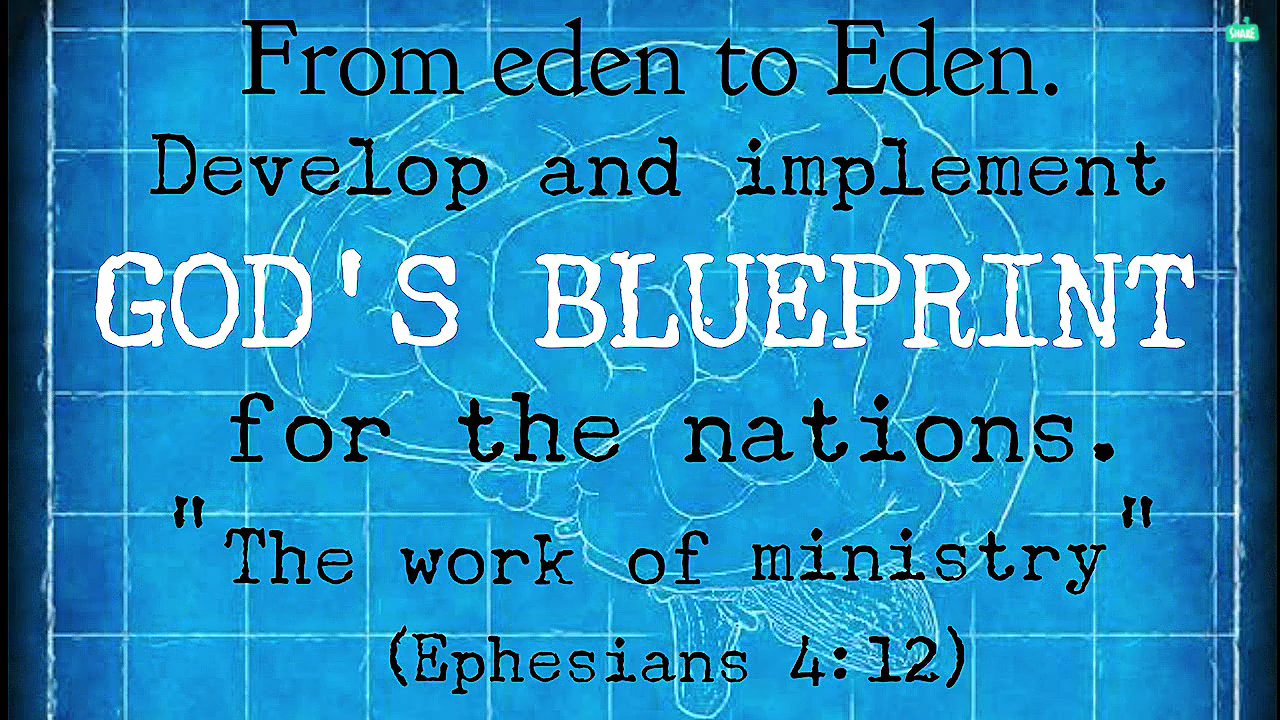 From eden to Eden.
Develop and implement
GOD'S BLUEPRINT
for the nations.
"The work of ministry"
(Ephesians 4:12)
SHARE